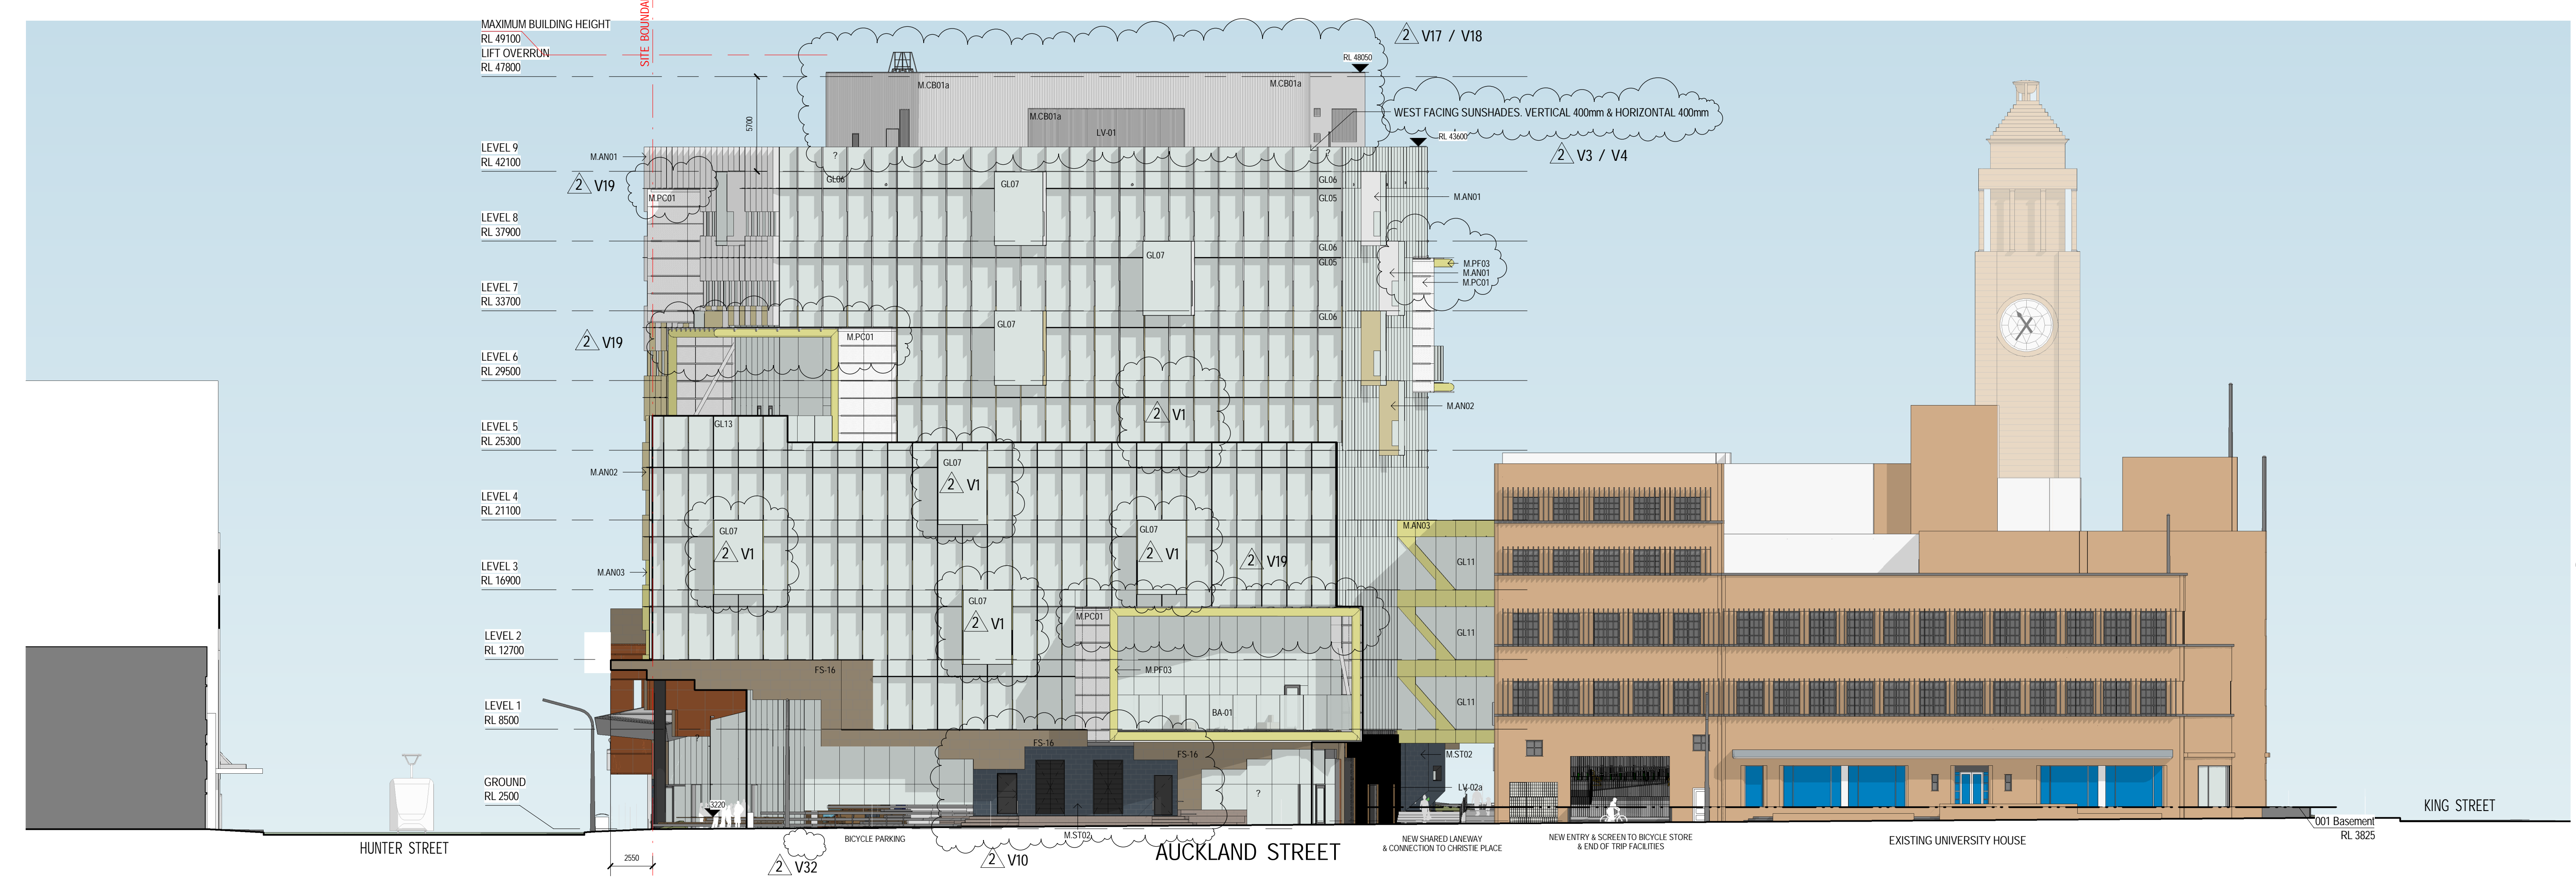 MAXIMUM BUILDING HEIGHT
RL 49100
LIFT OVERRUN
RL 47800
SITE BOUNDA
2 V17 / V18
RL 48050
M.CB01a
M.CB01a
M.CB01a
LV-01
5700
WEST FACING SUNSHADES. VERTICAL 400mm & HORIZONTAL 400mm
RL 43600
2 V3 / V4
LEVEL 9
RL 42100
M.AN01
?
?
2 V19
M.PC01
GL06
GL07
GL06
GL05
M.AN01
LEVEL 8
RL 37900
GL07
GL06
GL05
M.PF03
M.AN01
M.PC01
LEVEL 7
RL 33700
GL07
GL06
2 V19
M.PC01
LEVEL 6
RL 29500
2 V1
M.AN02
LEVEL 5
RL 25300
GL13
GL07
2 V1
M.AN02
LEVEL 4
RL 21100
GL07
2 V1
GL07
2 V1
2 V19
M.AN03
GL11
LEVEL 3
RL 16900
M.AN03
GL07
2 V1
M.PC01
GL11
LEVEL 2
RL 12700
FS-16
M.PF03
LEVEL 1
RL 8500
BA-01
GL11
?
FS-16
FS-16
M.ST02
GROUND
RL 2500
3220
?
LV-02a
2550
HUNTER STREET
BICYCLE PARKING
M.ST02
2 V32
2 V10
AUCKLAND STREET
NEW SHARED LANEWAY
& CONNECTION TO CHRISTIE PLACE
NEW ENTRY & SCREEN TO BICYCLE STORE
& END OF TRIP FACILITIES
EXISTING UNIVERSITY HOUSE
001 Basement
RL 3825
KING STREET